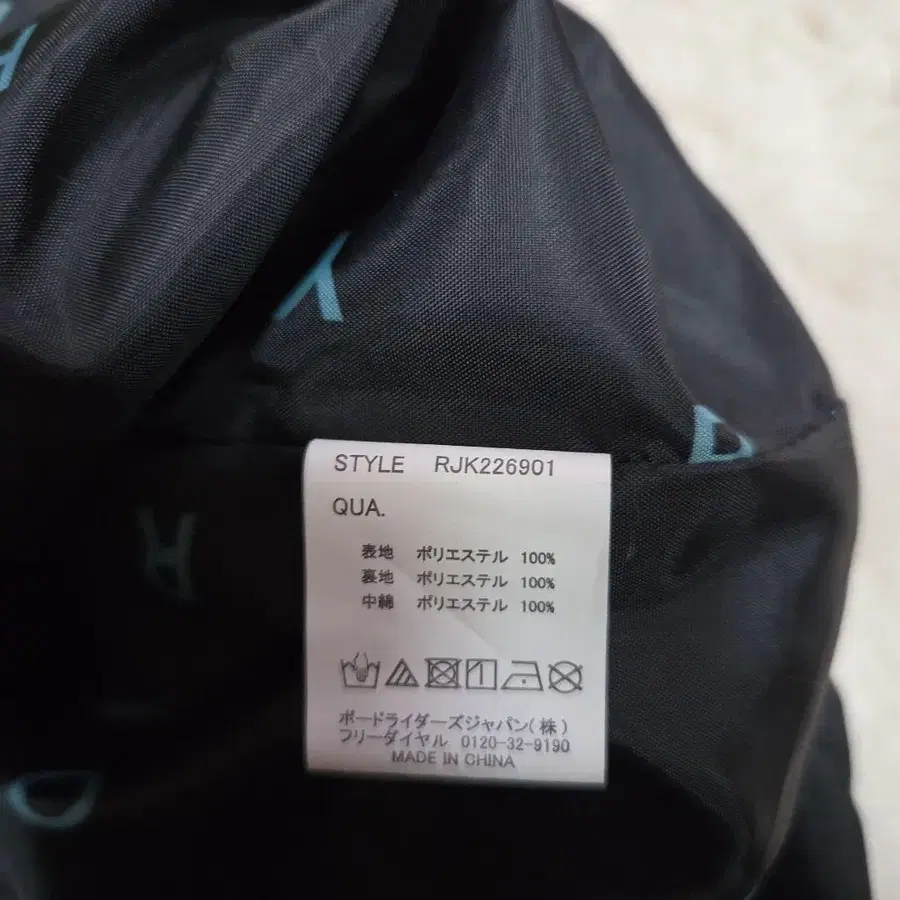 H
Y
R
STYLE RJK226901
QUA.
表地 ポリエステル 100%
裏地 ポリエステル 100%
中綿 ポリエステル 100%
H
ボードライダーズジャパン(株)
フリーダイヤル 0120-32-9190
MADE IN CHINA
D